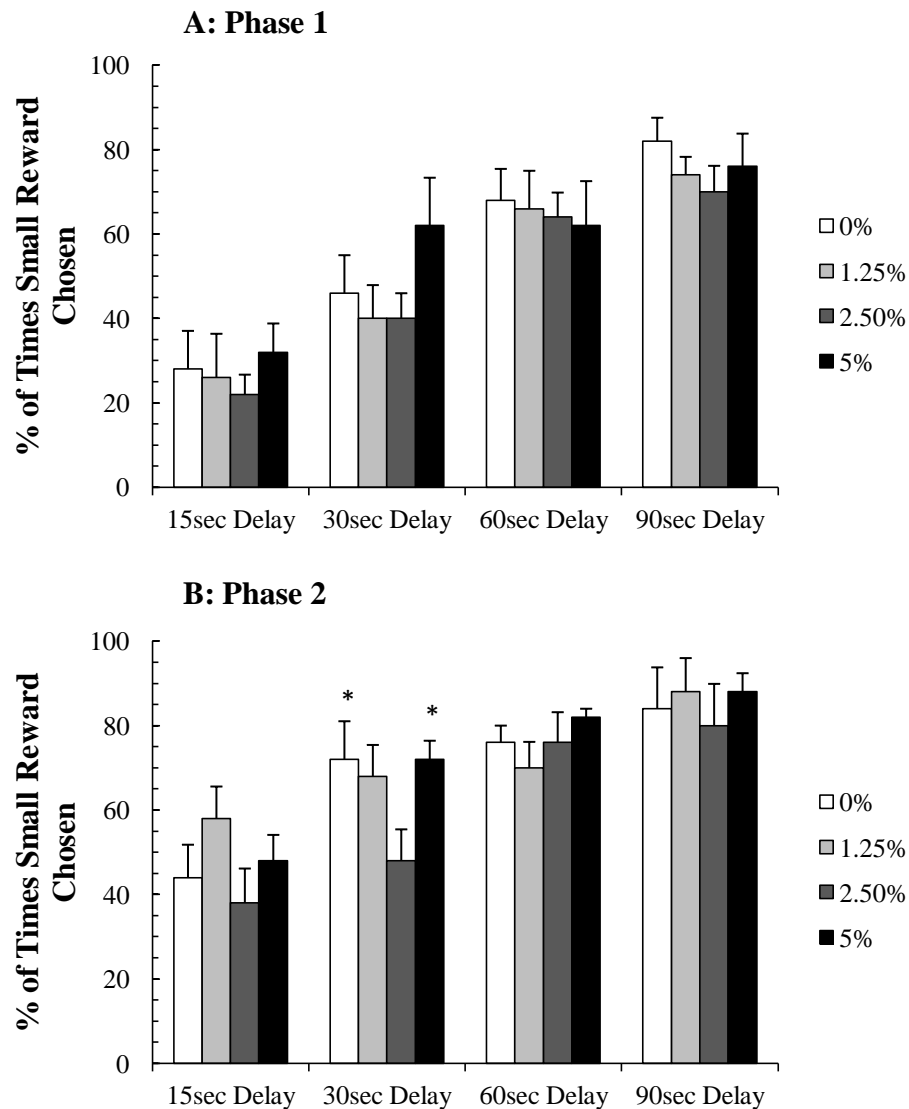 A: Phase 1
% of Times Small Reward
Chosen
100
80
60
40
20
0
15sec Delay 30sec Delay 60sec Delay 90sec Delay
0%
1.25%
2.50%
5%
B: Phase 2
% of Times Small Reward
Chosen
100
80
60
40
20
0
*
*
15sec Delay 30sec Delay 60sec Delay 90sec Delay
0%
1.25%
2.50%
5%